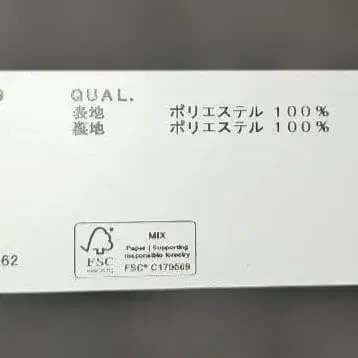 9 QUAL.
表地 ポリエステル 100%
裏地 ポリエステル 100%
62
FSC
MIX
Paper | Supporting
responsible forestry
FSC® C179569